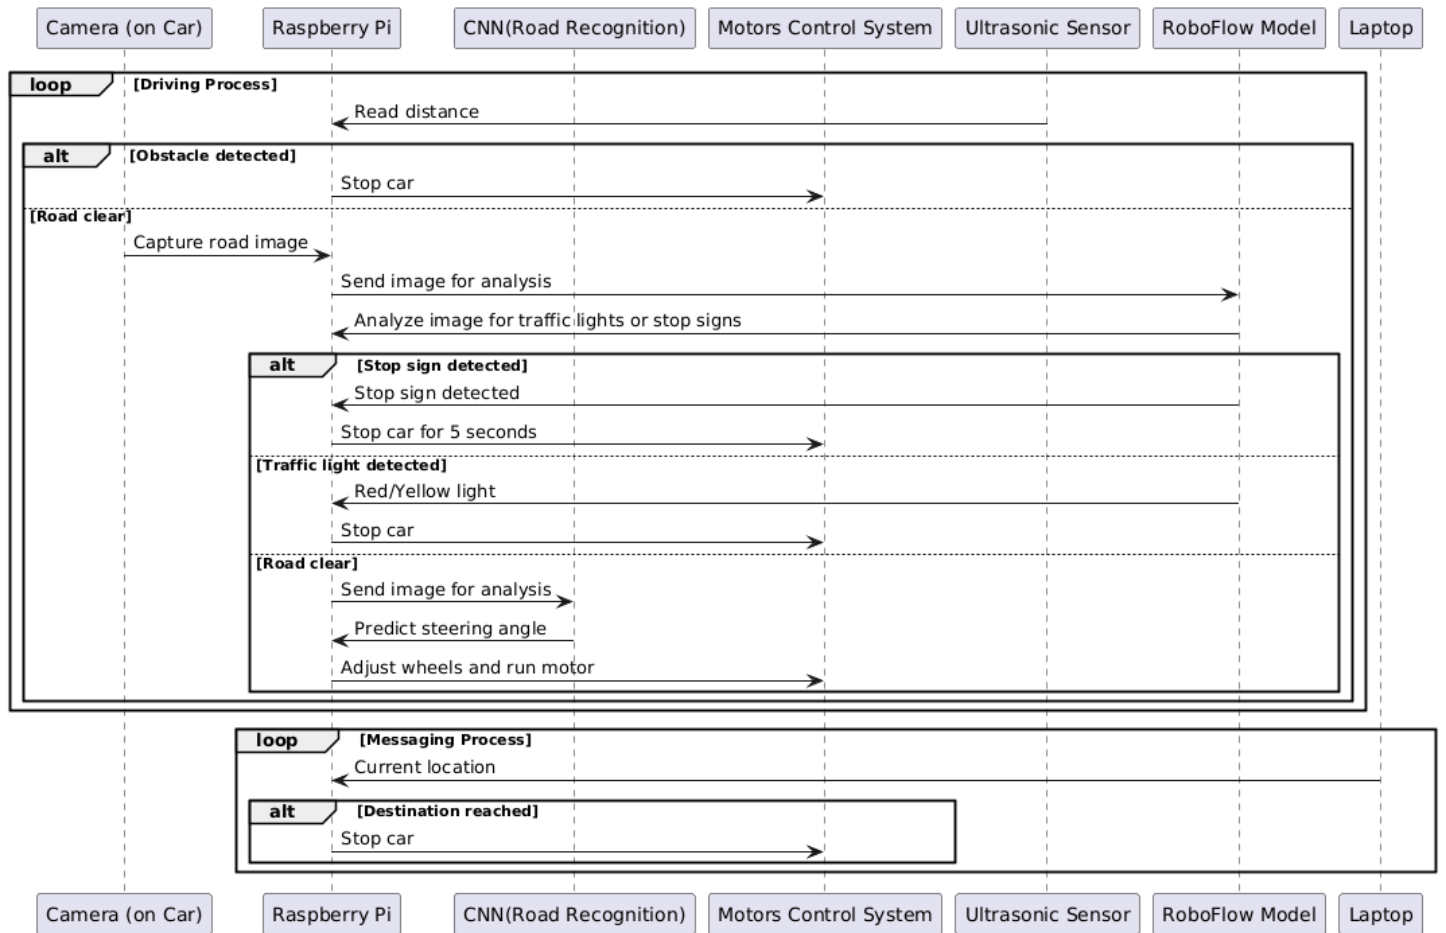 Camera (on Car) Raspberry Pi CNN(Road Recognition) Motors Control System Ultrasonic Sensor RoboFlow Model Laptop
loop [Driving Process]
Read distance
alt [Obstacle detected]
Stop car
[Road clear]
Capture road image
Send image for analysis
Analyze image for traffic lights or stop signs
alt [Stop sign detected]
Stop sign detected
Stop car for 5 seconds
[Traffic light detected]
Red/Yellow light
Stop car
[Road clear]
Send image for analysis
Predict steering angle
Adjust wheels and run motor
loop [Messaging Process]
Current location
alt [Destination reached]
Stop car
Camera (on Car) Raspberry Pi CNN(Road Recognition) Motors Control System Ultrasonic Sensor RoboFlow Model Laptop